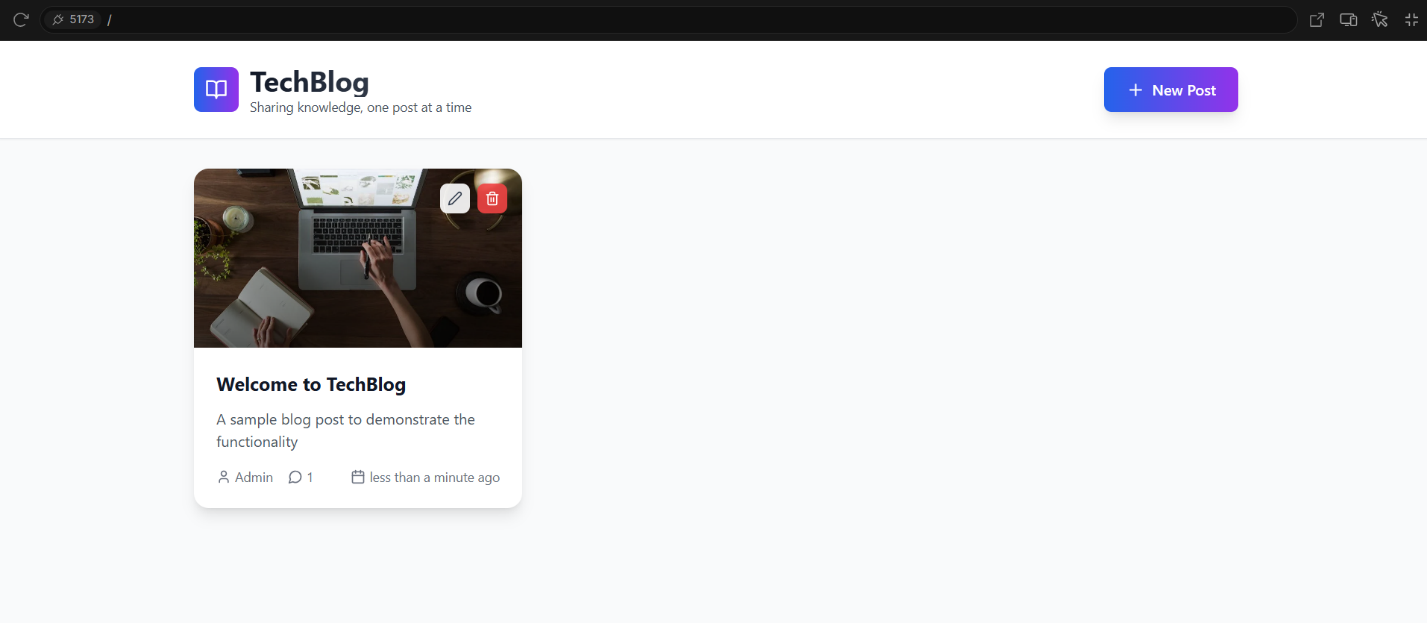 5173 /
TechBlog
Sharing knowledge, one post at a time
New Post
Welcome to TechBlog
A sample blog post to demonstrate the
functionality
Admin 1 less than a minute ago